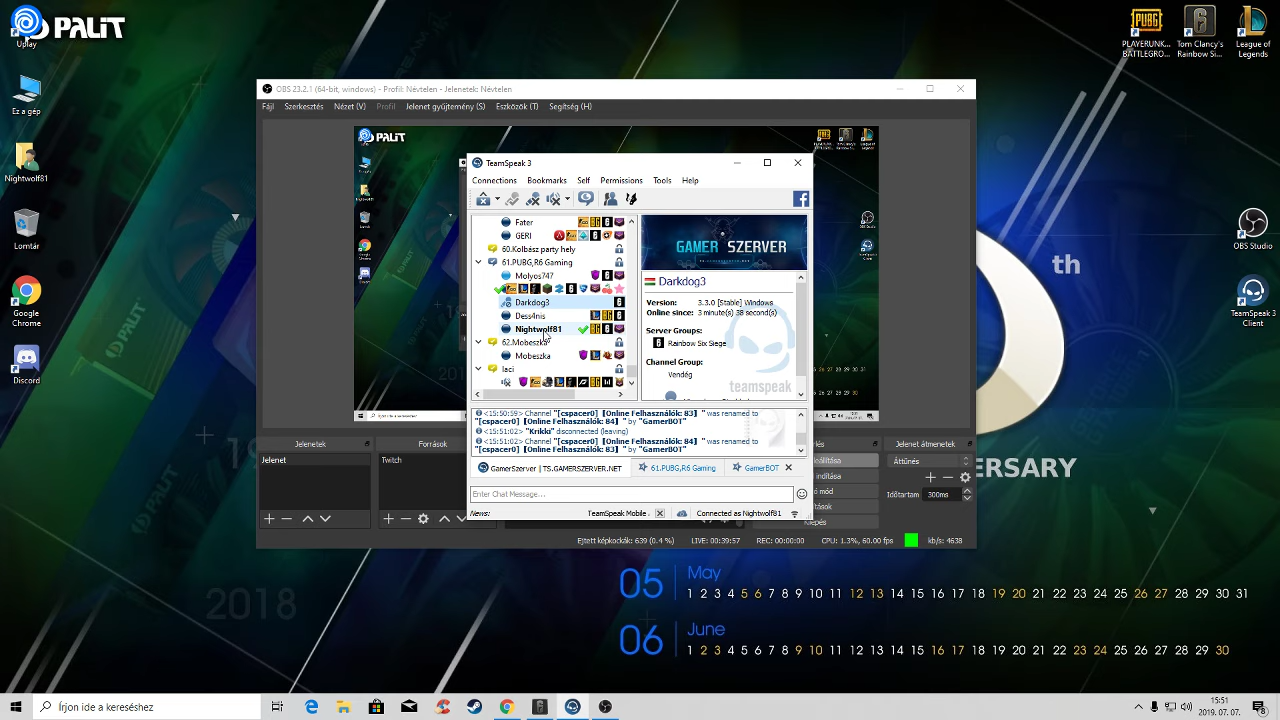 PALiT
Uplay
Ez a gép
Nightwolf81
Lomtár
Google Chrome
Discord
PLAYERUNK... BATTLEGRO...
Tom Clancy's Rainbow Si...
League of Legends
OBS Studio
TeamSpeak 3 Client
OBS 23.2.1 (64-bit, windows) - Profil: Névtelen - Jelenetek: Névtelen
Fájl Szerkesztés Nézet (V) Profil Jelenet gyűjtemény (S) Eszközök (T) Segítség (H)
PALiT
TeamSpeak 3
Connections Bookmarks Self Permissions Tools Help
Fater
GERI
60.Kolbász party hely
61.PUBG,R6 Gaming
Molyos747
Darkdog3
Dess4nis
Nightwolf81
62.Mobeszka
Mobeszka
laci
GAMER SZERVER
Darkdog3
Version: 3.3.0 [Stable] Windows
Online since: 3 minute(s) 38 second(s)
Server Groups:
Rainbow Six Siege
Channel Group:
Vendég
teamspeak
<15:50:59> Channel "[cspacer0]【Online Felhasználók: 83】" was renamed to
"[cspacer0]【Online Felhasználók: 84】" by "GamerBOT"
<15:51:02> "Krikki" disconnected (leaving)
<15:51:02> Channel "[cspacer0]【Online Felhasználók: 84】" was renamed to
"[cspacer0]【Online Felhasználók: 83】" by "GamerBOT"
GamerSzerver | TS.GAMERSZERVER.NET 61.PUBG,R6 Gaming GamerBOT
Enter Chat Message...
News: TeamSpeak Mobile Connected as Nightwolf81
Jelenetek
Jelenet
Források
Twitch
Jelenet átmenetek
Áttűnés
Időtartam 300ms
Kilépés
Ejtett képkockák: 639 (0.4 %) LIVE: 00:39:57 REC: 00:00:00 CPU: 1.3%, 60.00 fps kb/s: 4638
th
ERSARY
2018
05 May
1 2 3 4 5 6 7 8 9 10 11 12 13 14 15 16 17 18 19 20 21 22 23 24 25 26 27 28 29 30 31
06 June
1 2 3 4 5 6 7 8 9 10 11 12 13 14 15 16 17 18 19 20 21 22 23 24 25 26 27 28 29 30
Írjon ide a kereséshez
15:51
2019. 07. 07.